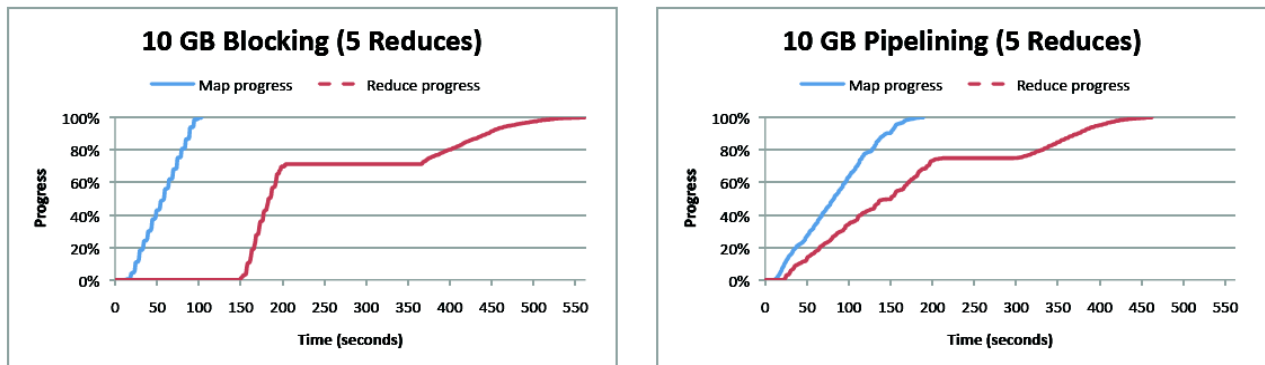 10 GB Blocking (5 Reduces)
Map progress Reduce progress
100%
80%
60%
40%
20%
0%
Progress
0 50 100 150 200 250 300 350 400 450 500 550
Time (seconds)
10 GB Pipelining (5 Reduces)
Map progress Reduce progress
100%
80%
60%
40%
20%
0%
Progress
0 50 100 150 200 250 300 350 400 450 500 550
Time (seconds)